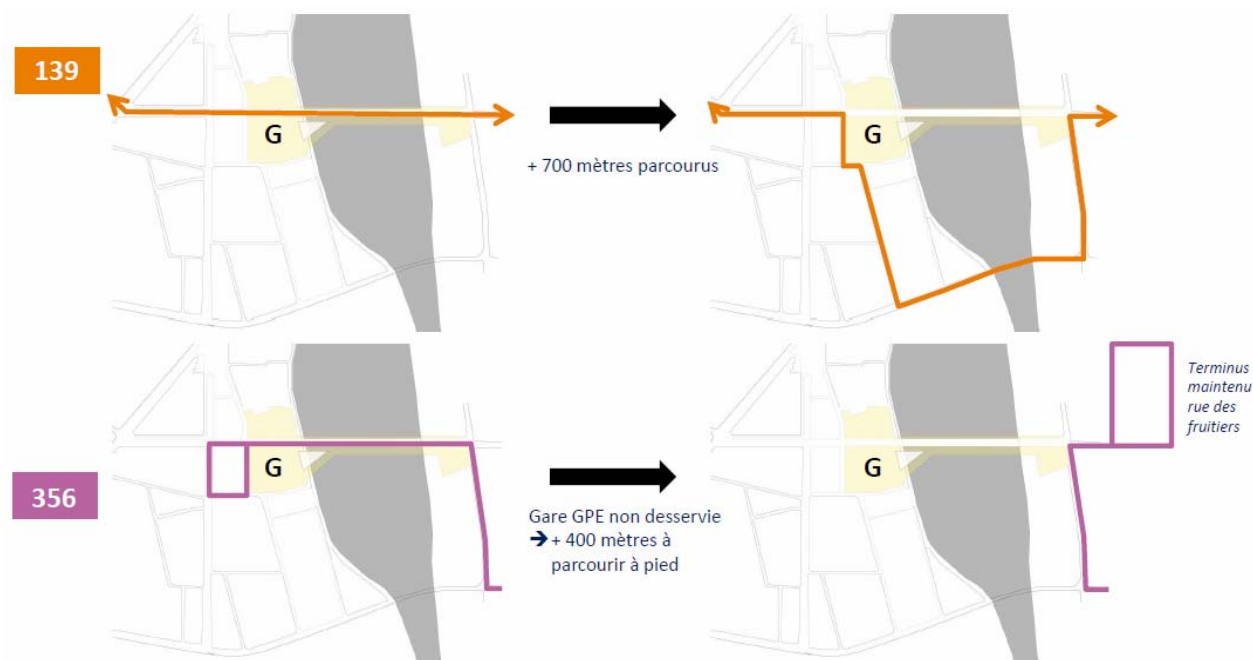 139
G
+ 700 mètres parcourus
G
356
G
Gare GPE non desservie
➔ + 400 mètres à
parcourir à pied
G
Terminus
maintenu
rue des
fruitiers